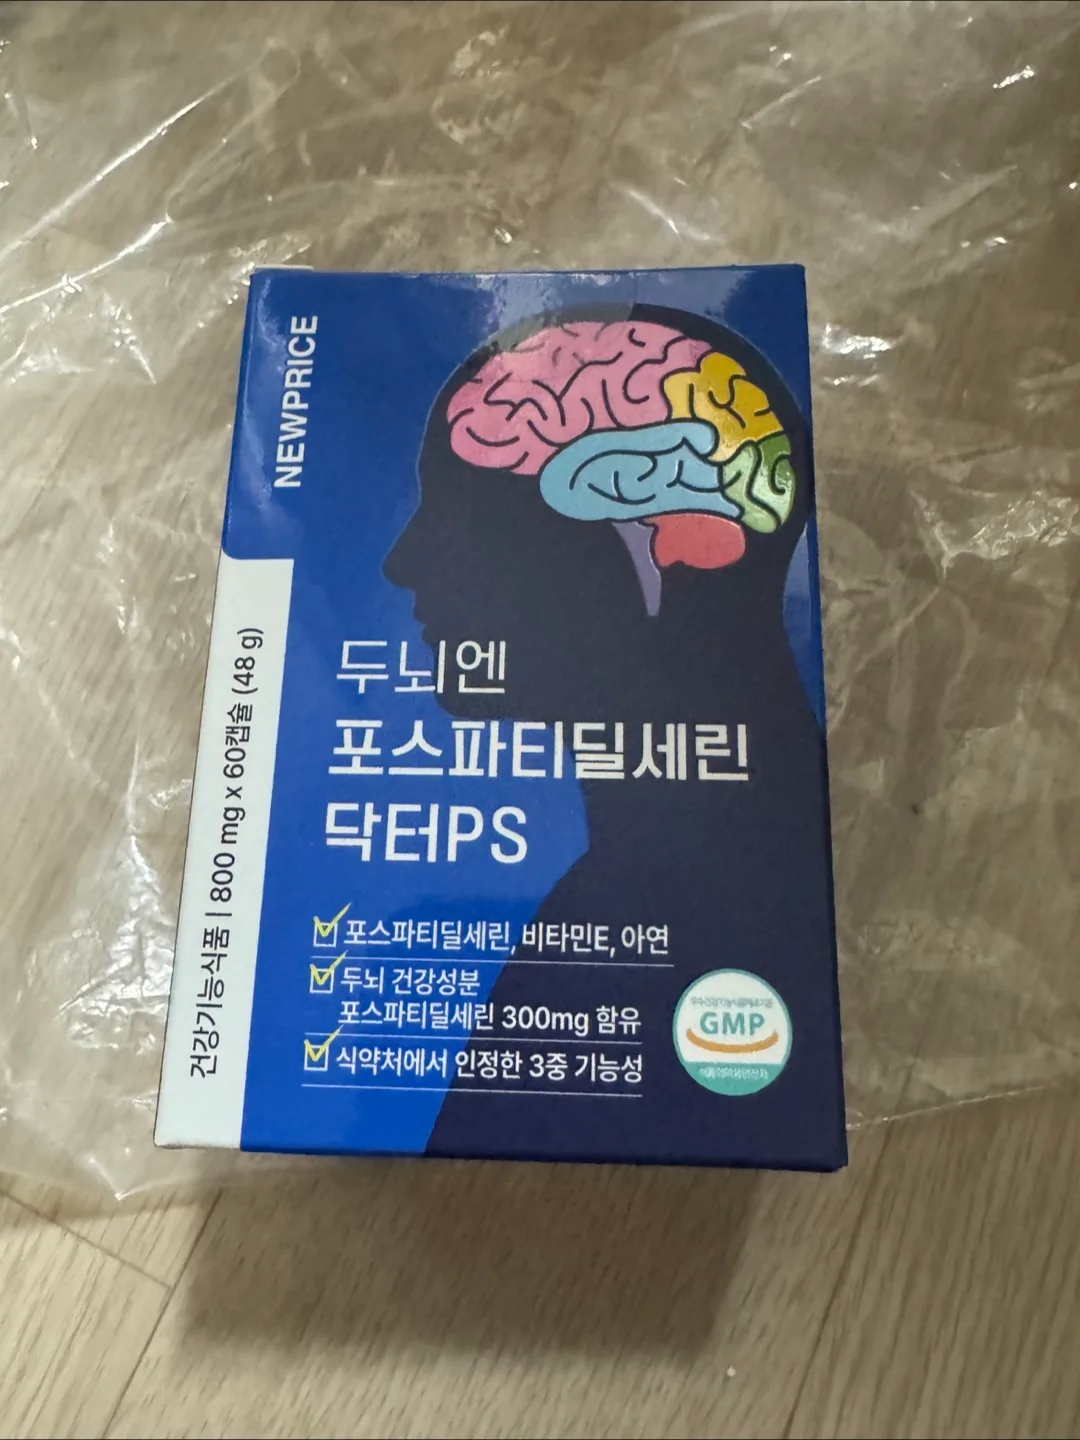 NEWPRICE
건강기능식품 | 800 mg x 60캡슐 (48 g)
두뇌엔
포스파티딜세린
닥터PS
포스파티딜세린, 비타민E, 아연
두뇌 건강성분
포스파티딜세린 300mg 함유
식약처에서 인정한 3중 기능성
GMP